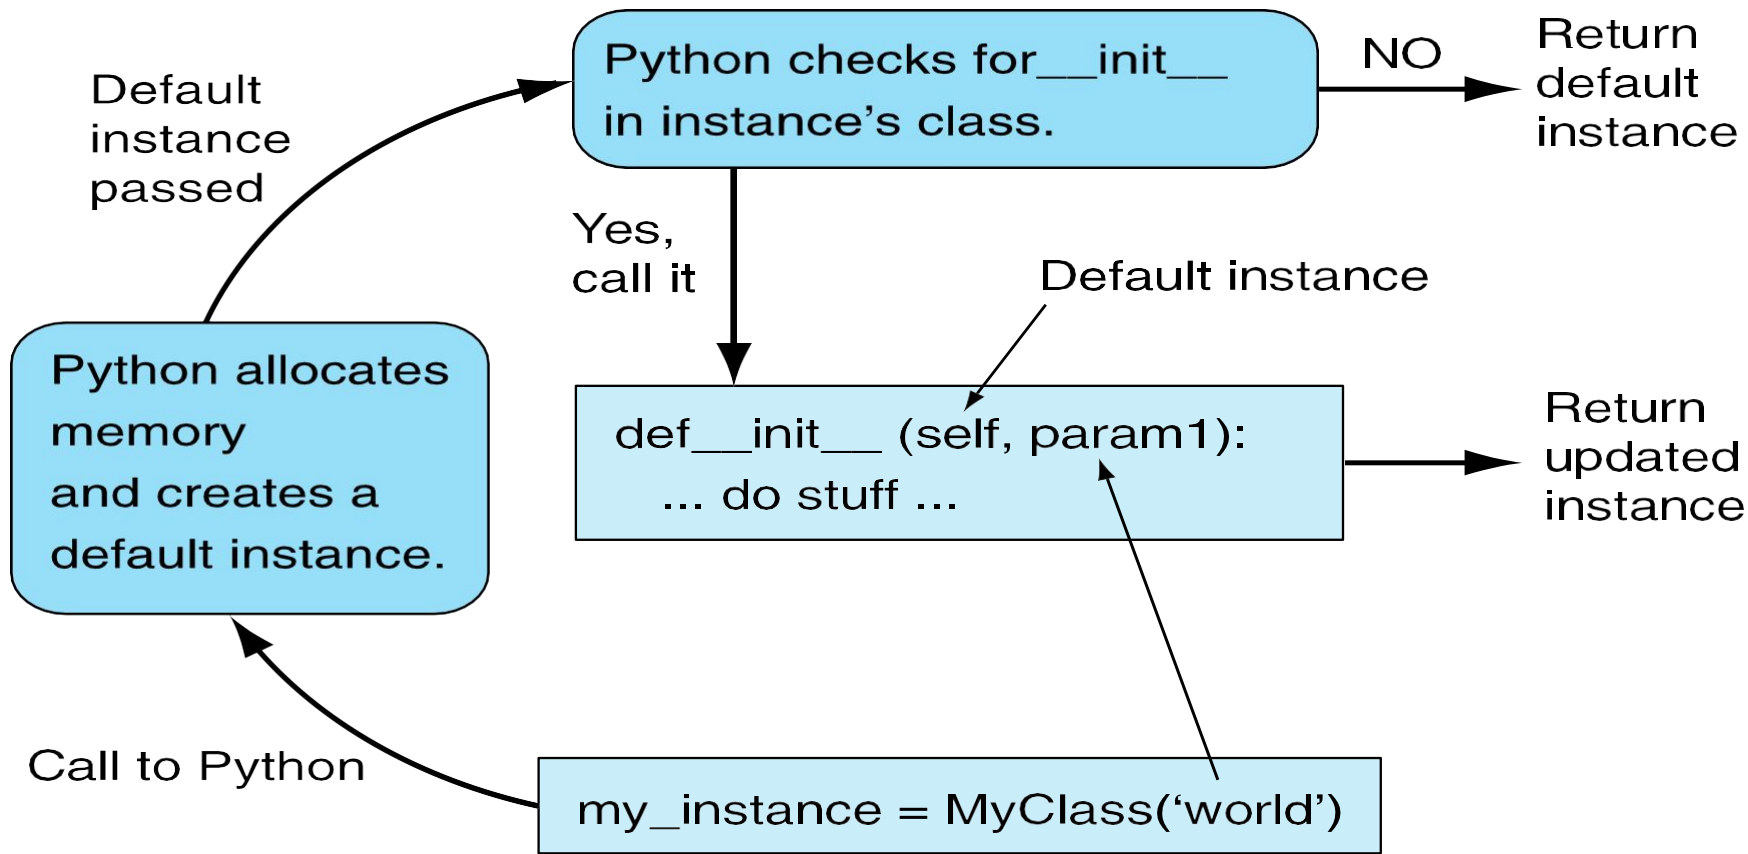 Python checks for__init__
in instance’s class.
NO
Return
default
instance
Default
instance
passed
Yes,
call it
Default instance
Python allocates
memory
and creates a
default instance.
def__init__ (self, param1):
... do stuff ...
Return
updated
instance
Call to Python
my_instance = MyClass(‘world’)